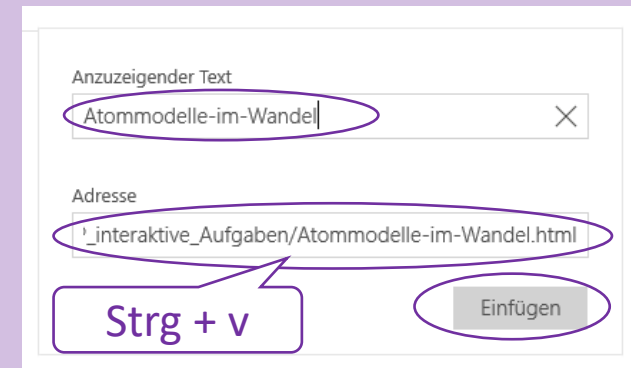 Anzuzeigender Text
Atommodelle-im-Wandel
Adresse
_interaktive_Aufgaben/Atommodelle-im-Wandel.html
Strg + v
Einfügen